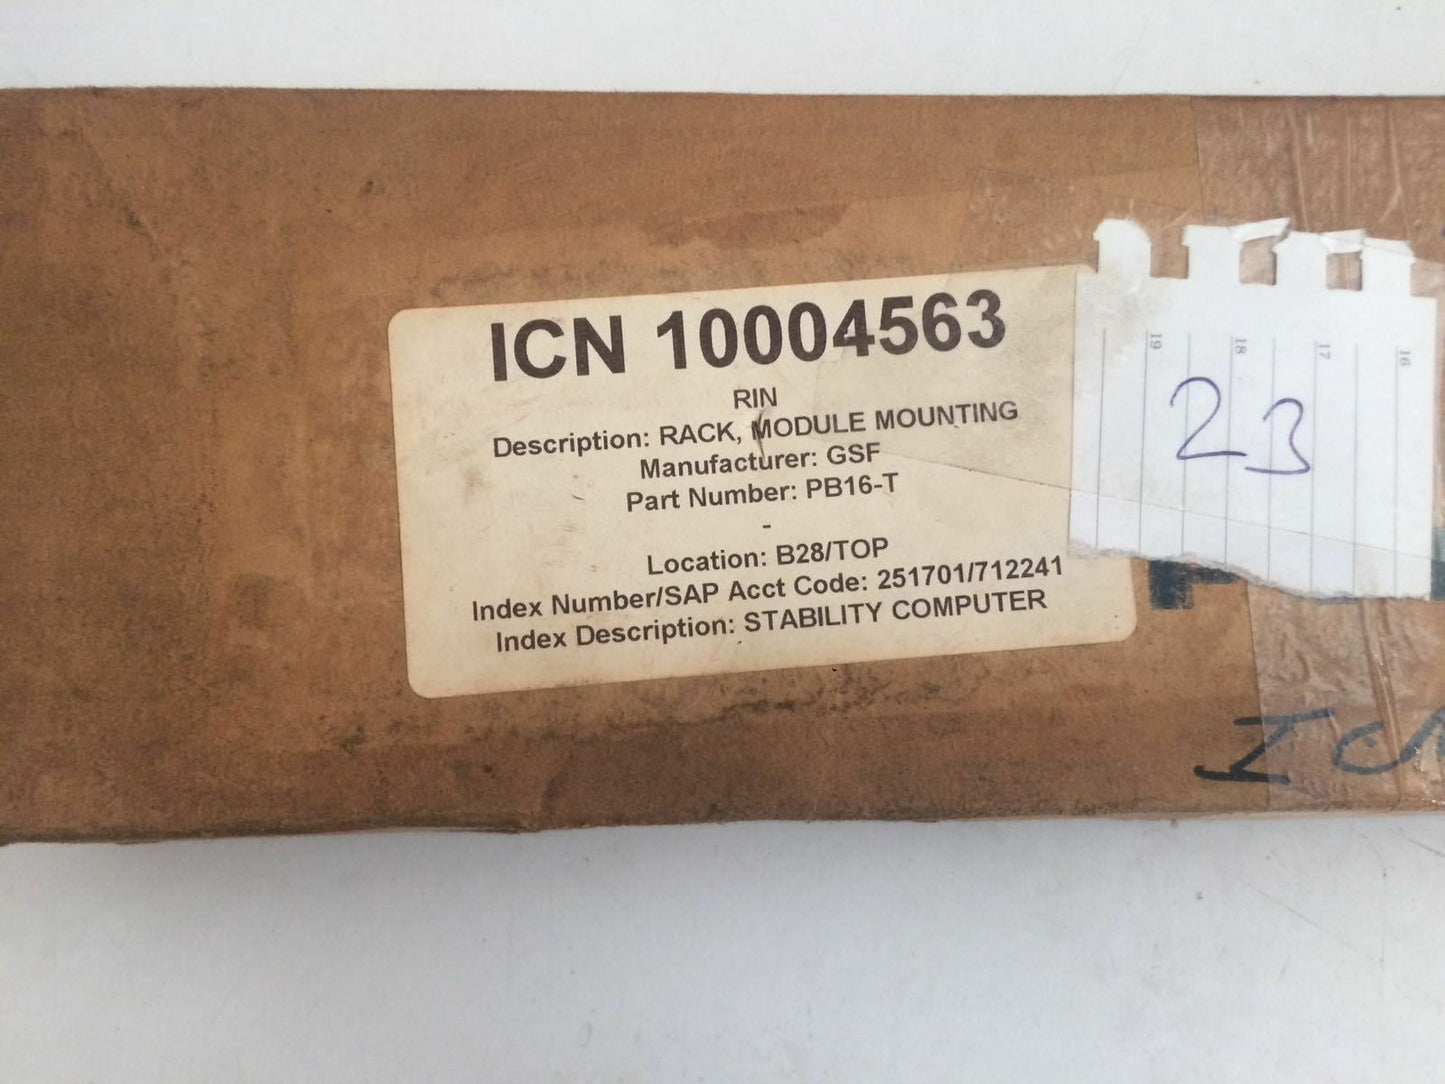 ICN 10004563
RIN
Description: RACK, MODULE MOUNTING
Manufacturer: GSF
Part Number: PB16-T
-
Location: B28/TOP
Index Number/SAP Acct Code: 251701/712241
Index Description: STABILITY COMPUTER
19 18 17 16
23